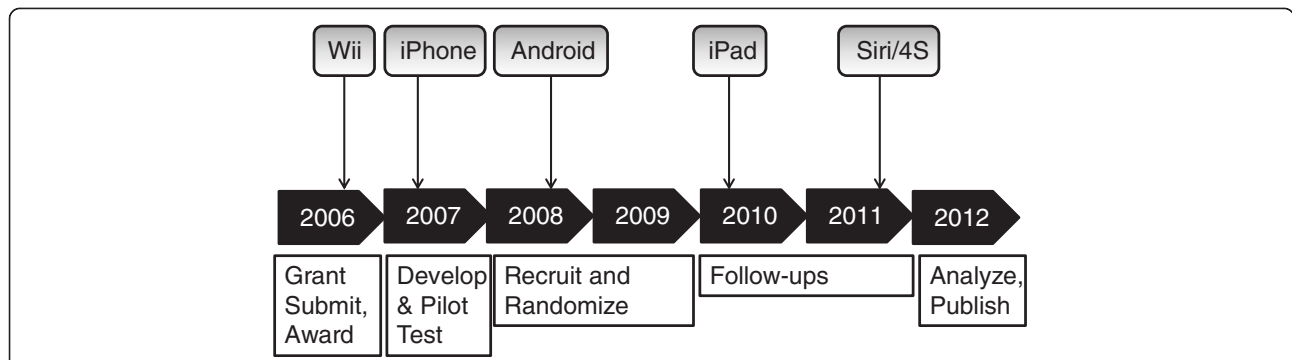 Wii iPhone Android iPad Siri/4S
2006 2007 2008 2009 2010 2011 2012
Grant
Submit,
Award
Develop
& Pilot
Test
Recruit and
Randomize
Follow-ups
Analyze,
Publish